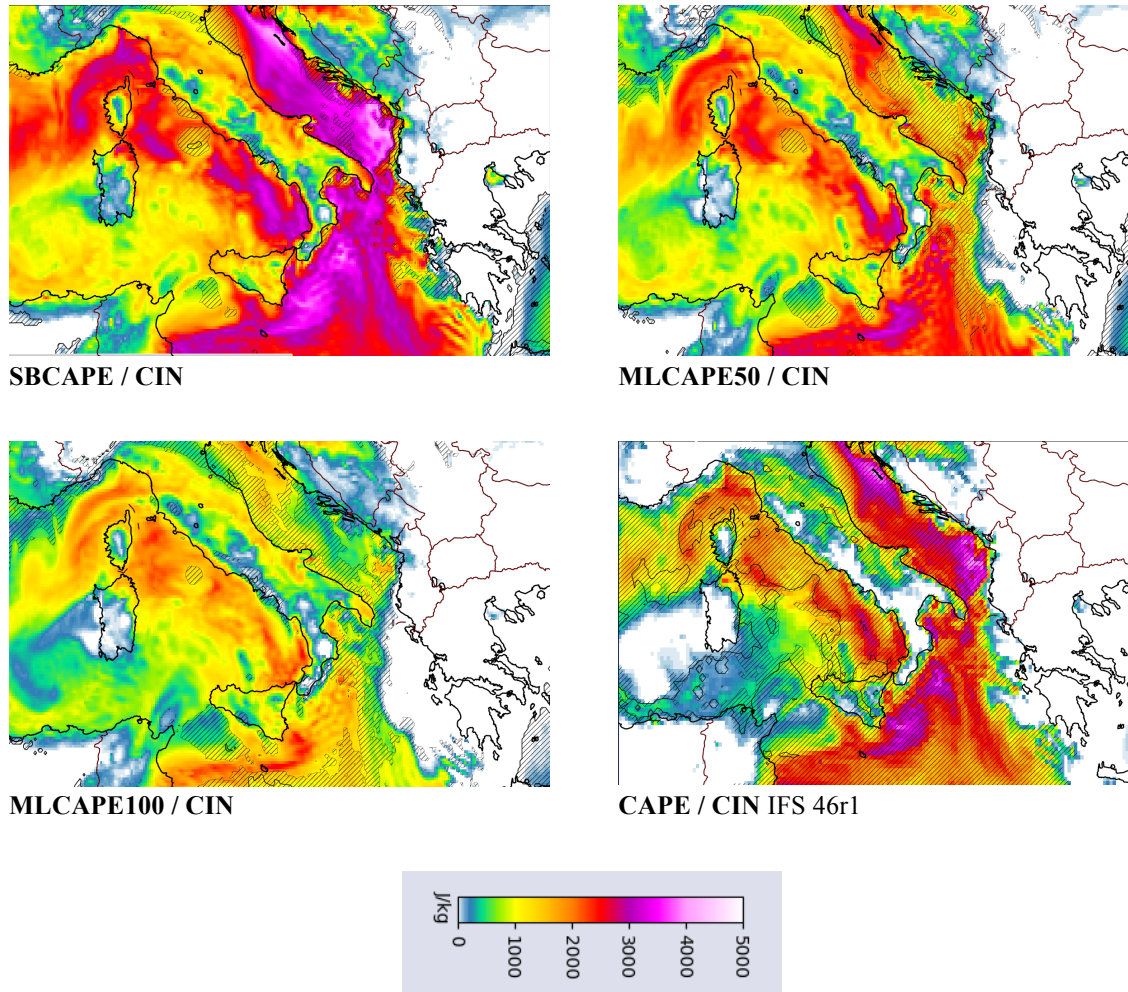 SBCAPE / CIN
MLCAPE50 / CIN
MLCAPE100 / CIN
CAPE / CIN IFS 46r1
J/kg
0
1000
2000
3000
4000
5000